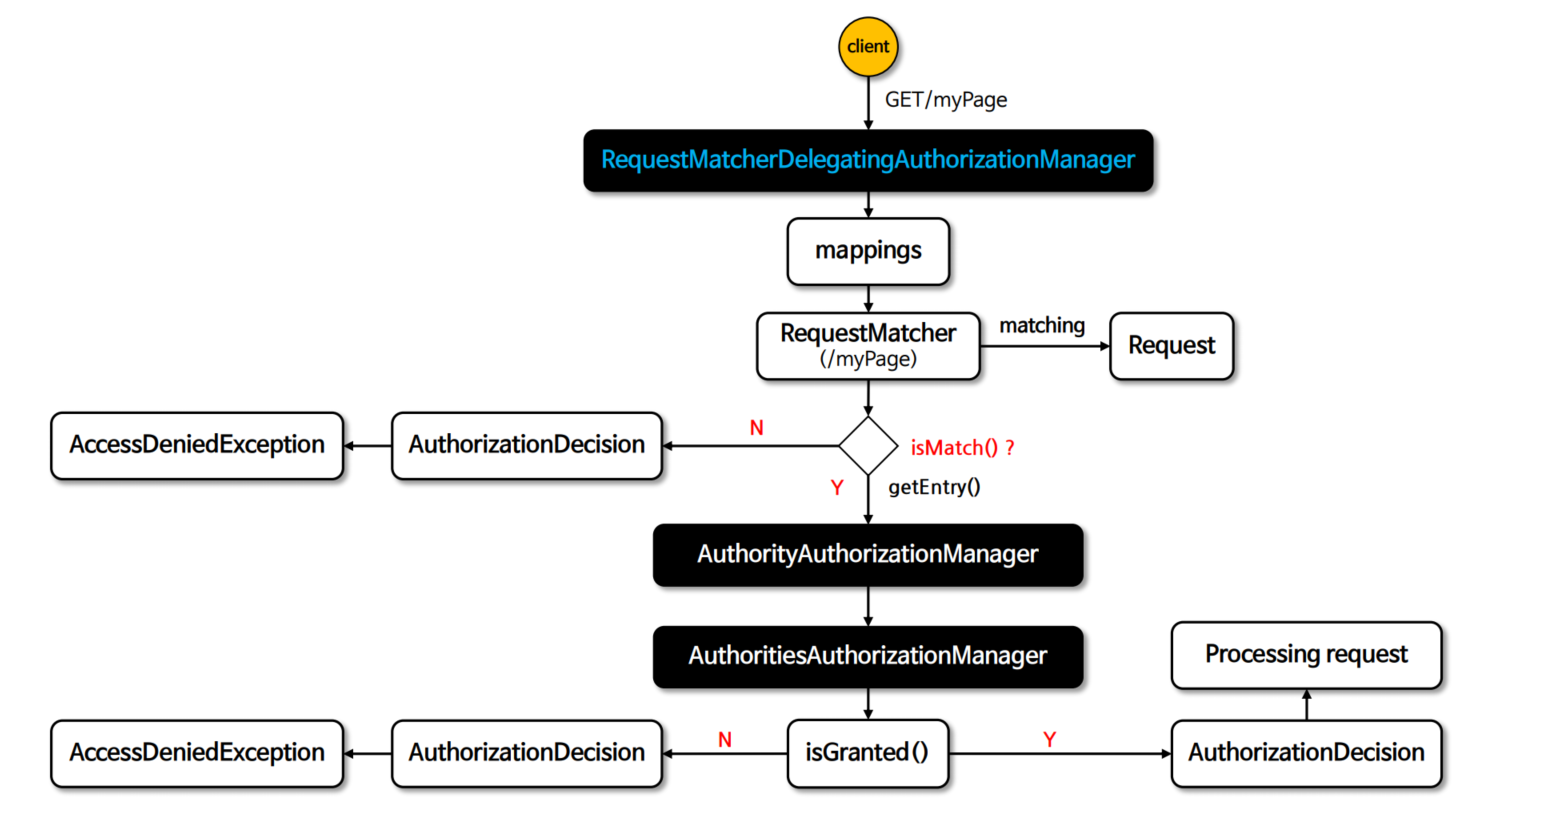 client
GET/myPage
RequestMatcherDelegatingAuthorizationManager
mappings
RequestMatcher
(/myPage)
matching
Request
AccessDeniedException
AuthorizationDecision
N
isMatch() ?
Y
getEntry()
AuthorityAuthorizationManager
AuthoritiesAuthorizationManager
Processing request
AccessDeniedException
AuthorizationDecision
N
isGranted()
Y
AuthorizationDecision